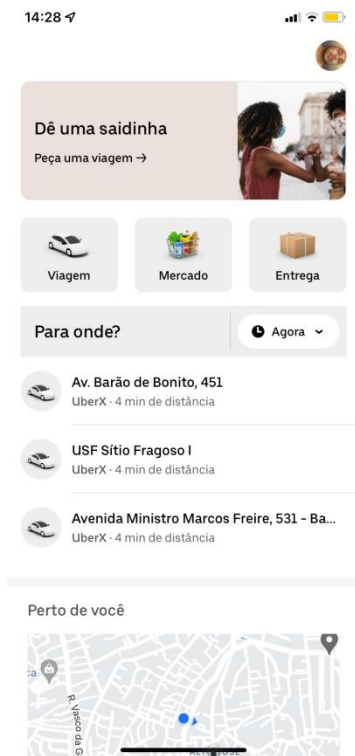 14:28
Dê uma saidinha
Peça uma viagem →
Viagem
Mercado
Entrega
Para onde?
Agora
Av. Barão de Bonito, 451
UberX · 4 min de distância
USF Sítio Fragoso I
UberX · 4 min de distância
Avenida Ministro Marcos Freire, 531 - Ba...
UberX · 4 min de distância
Perto de você
R. Vasco da G